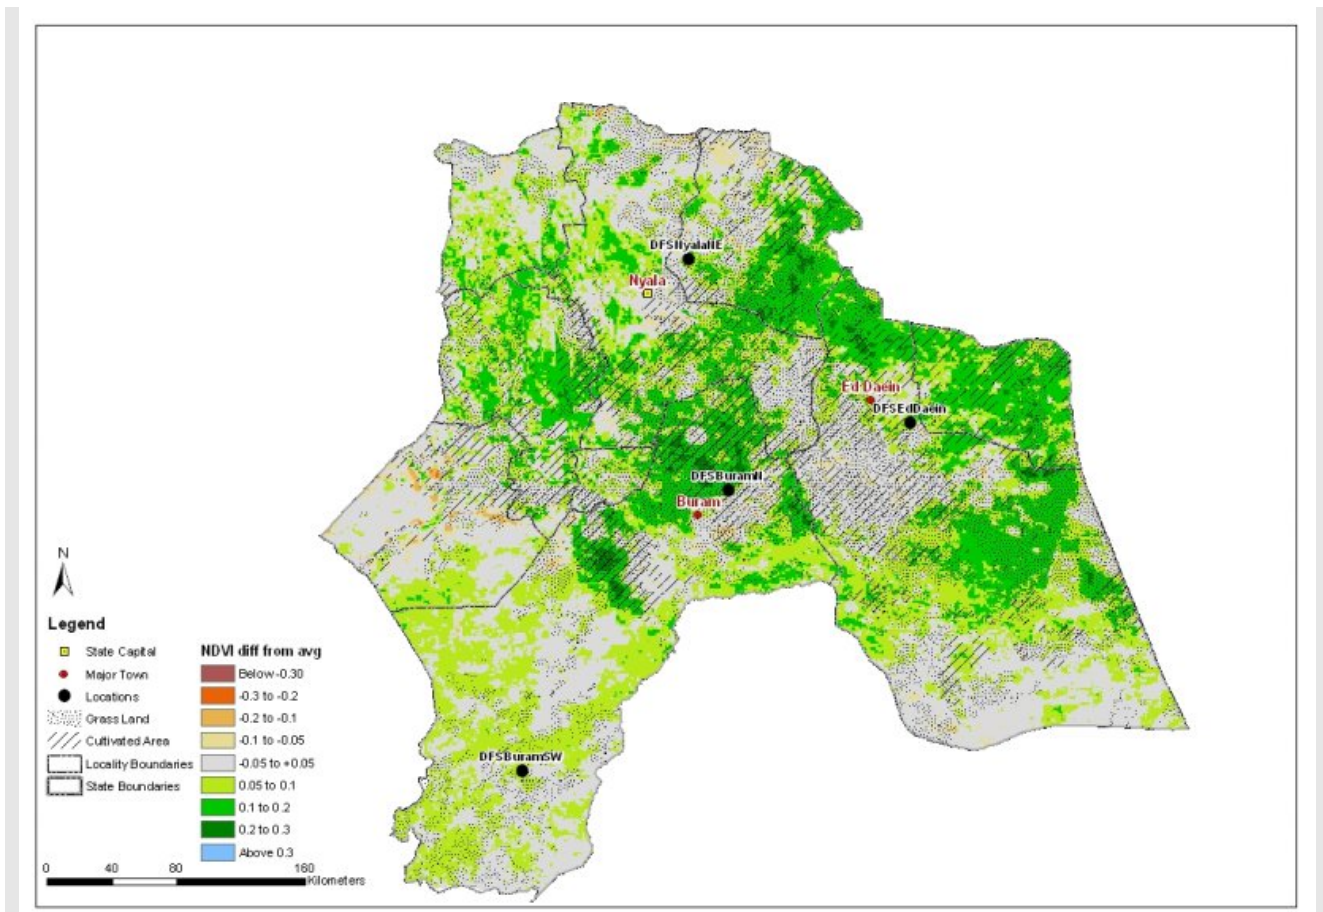 DFSNyalaNE
Nyala
Ed Daein
DFSEdDaein
DFSBuramN
Buram
DFSBuramSW
N
Legend
State Capital
Major Town
Locations
Grass Land
Cultivated Area
Locality Boundaries
State Boundaries
NDVI diff from avg
Below -0.30
-0.3 to -0.2
-0.2 to -0.1
-0.1 to -0.05
-0.05 to +0.05
0.05 to 0.1
0.1 to 0.2
0.2 to 0.3
Above 0.3
0 40 80 160
Kilometers